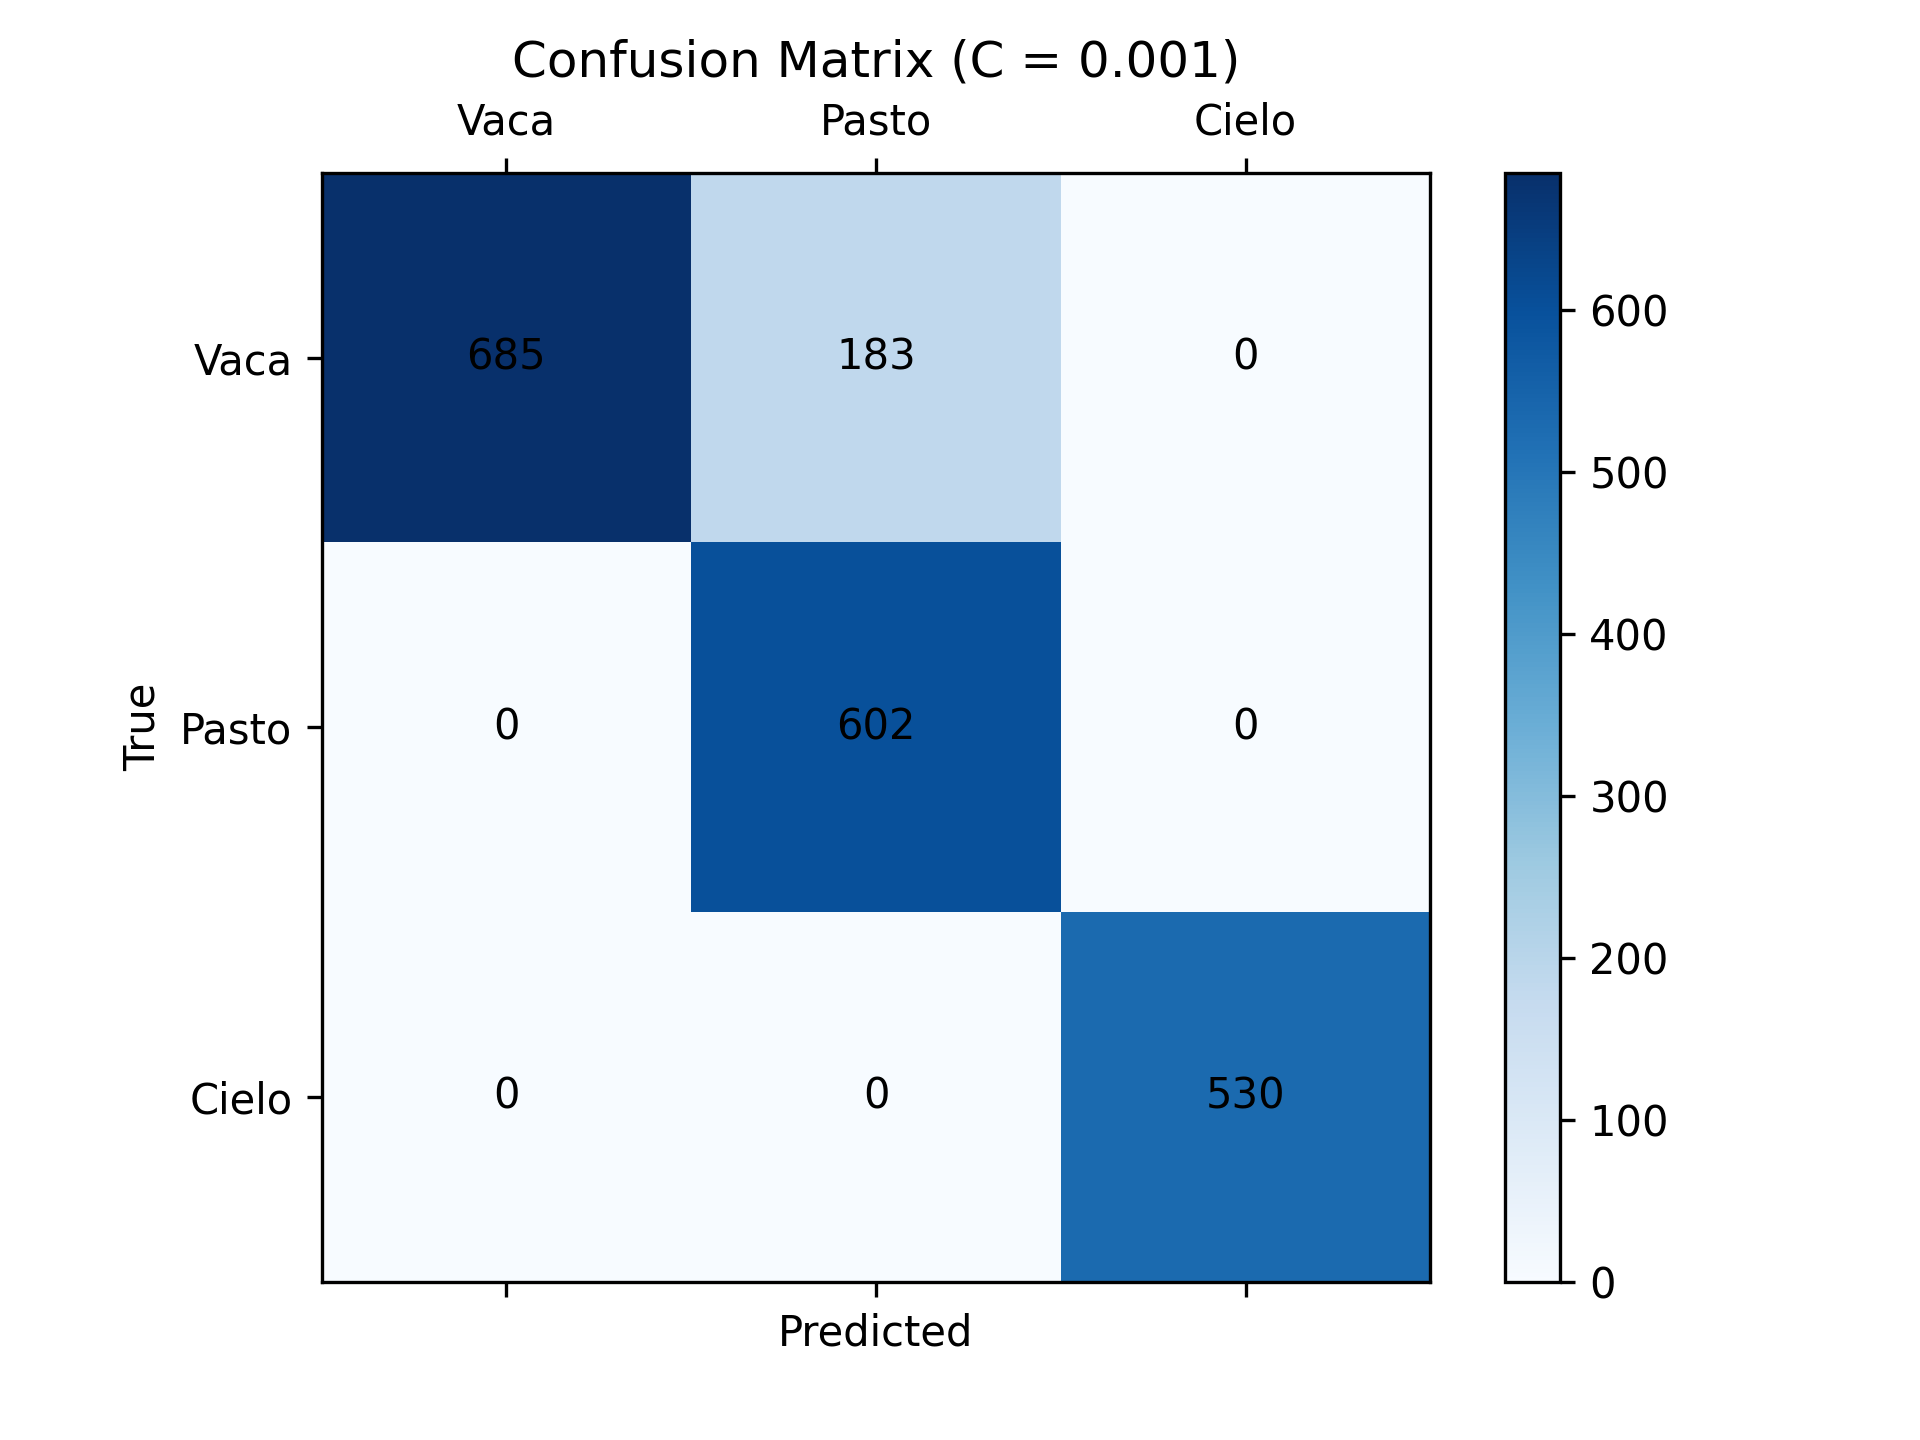 Confusion Matrix (C = 0.001)
Vaca Pasto Cielo
Vaca 685 183 0
Pasto 0 602 0
Cielo 0 0 530
True
Predicted
600
500
400
300
200
100
0